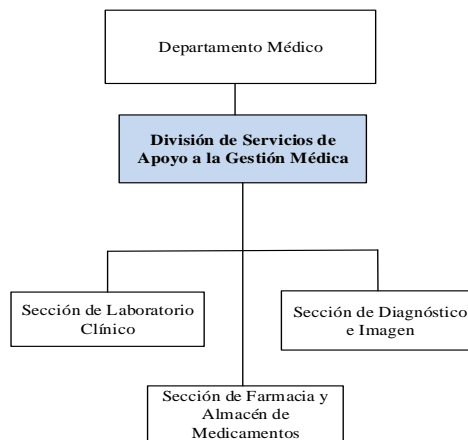 Departamento Médico
División de Servicios de
Apoyo a la Gestión Médica
Sección de Laboratorio
Clínico
Sección de Diagnóstico
e Imagen
Sección de Farmacia y
Almacén de
Medicamentos